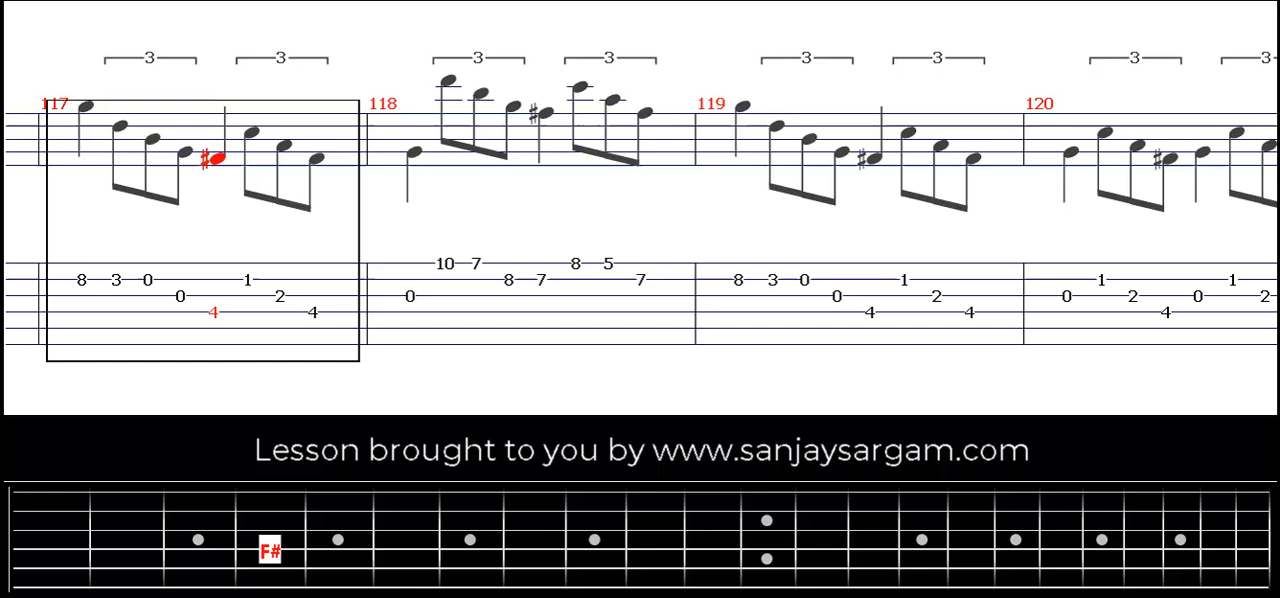 3 3 3 3 3 3 3 3
117 118 119 120
# # # #
10 7 8 5
8 3 0 1 8 7 7 8 3 0 1 1 1
0 2 0 0 2 0 2 0 2
4 4 4 4 4
Lesson brought to you by www.sanjaysargam.com
F#